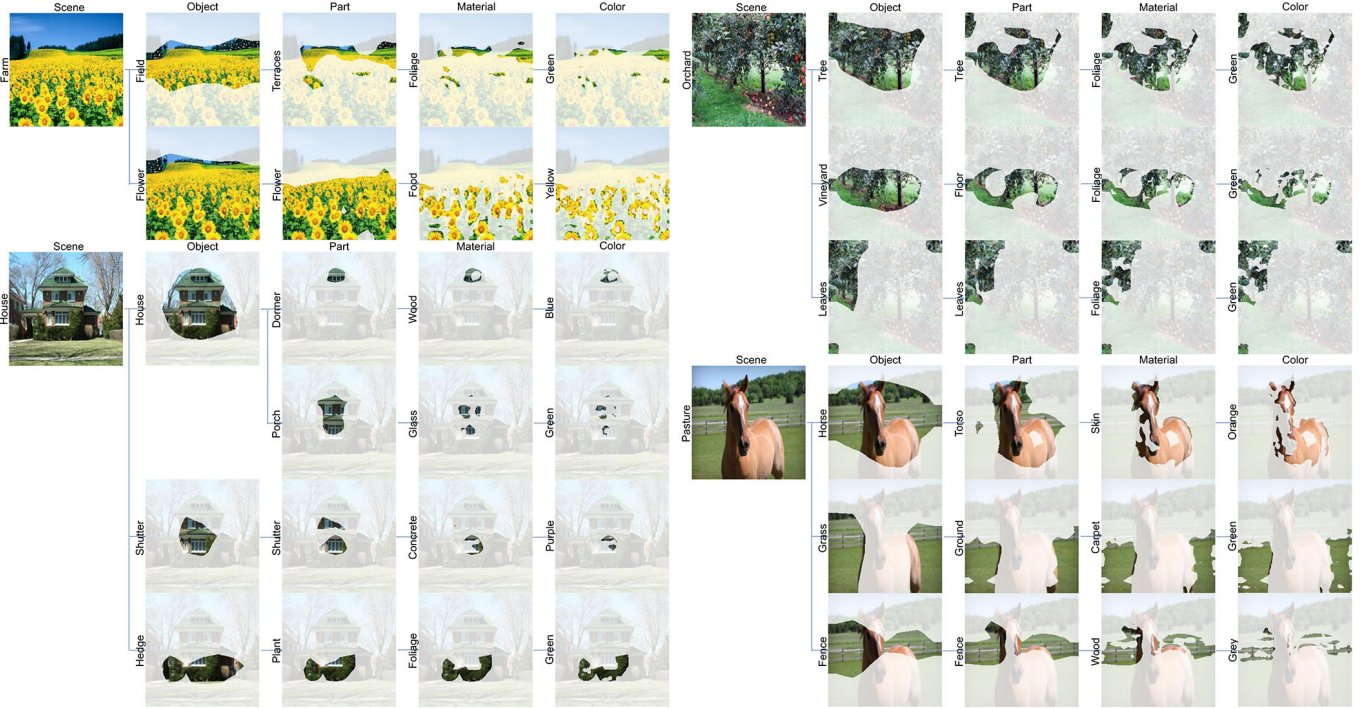 Scene Object Part Material Color
Farm Field Terraces Foliage Green
Flower Flower Food Yellow
Scene Object Part Material Color
House House Dormer Wood Blue
Porch Glass Green
Shutter Shutter Concrete Purple
Hedge Plant Foliage Green
Scene Object Part Material Color
Orchard Tree Tree Foliage Green
Vineyard Floor Foliage Green
Leaves Leaves Foliage Green
Scene Object Part Material Color
Pasture Horse Torso Skin Orange
Grass Ground Carpet Green
Fence Fence Wood Grey